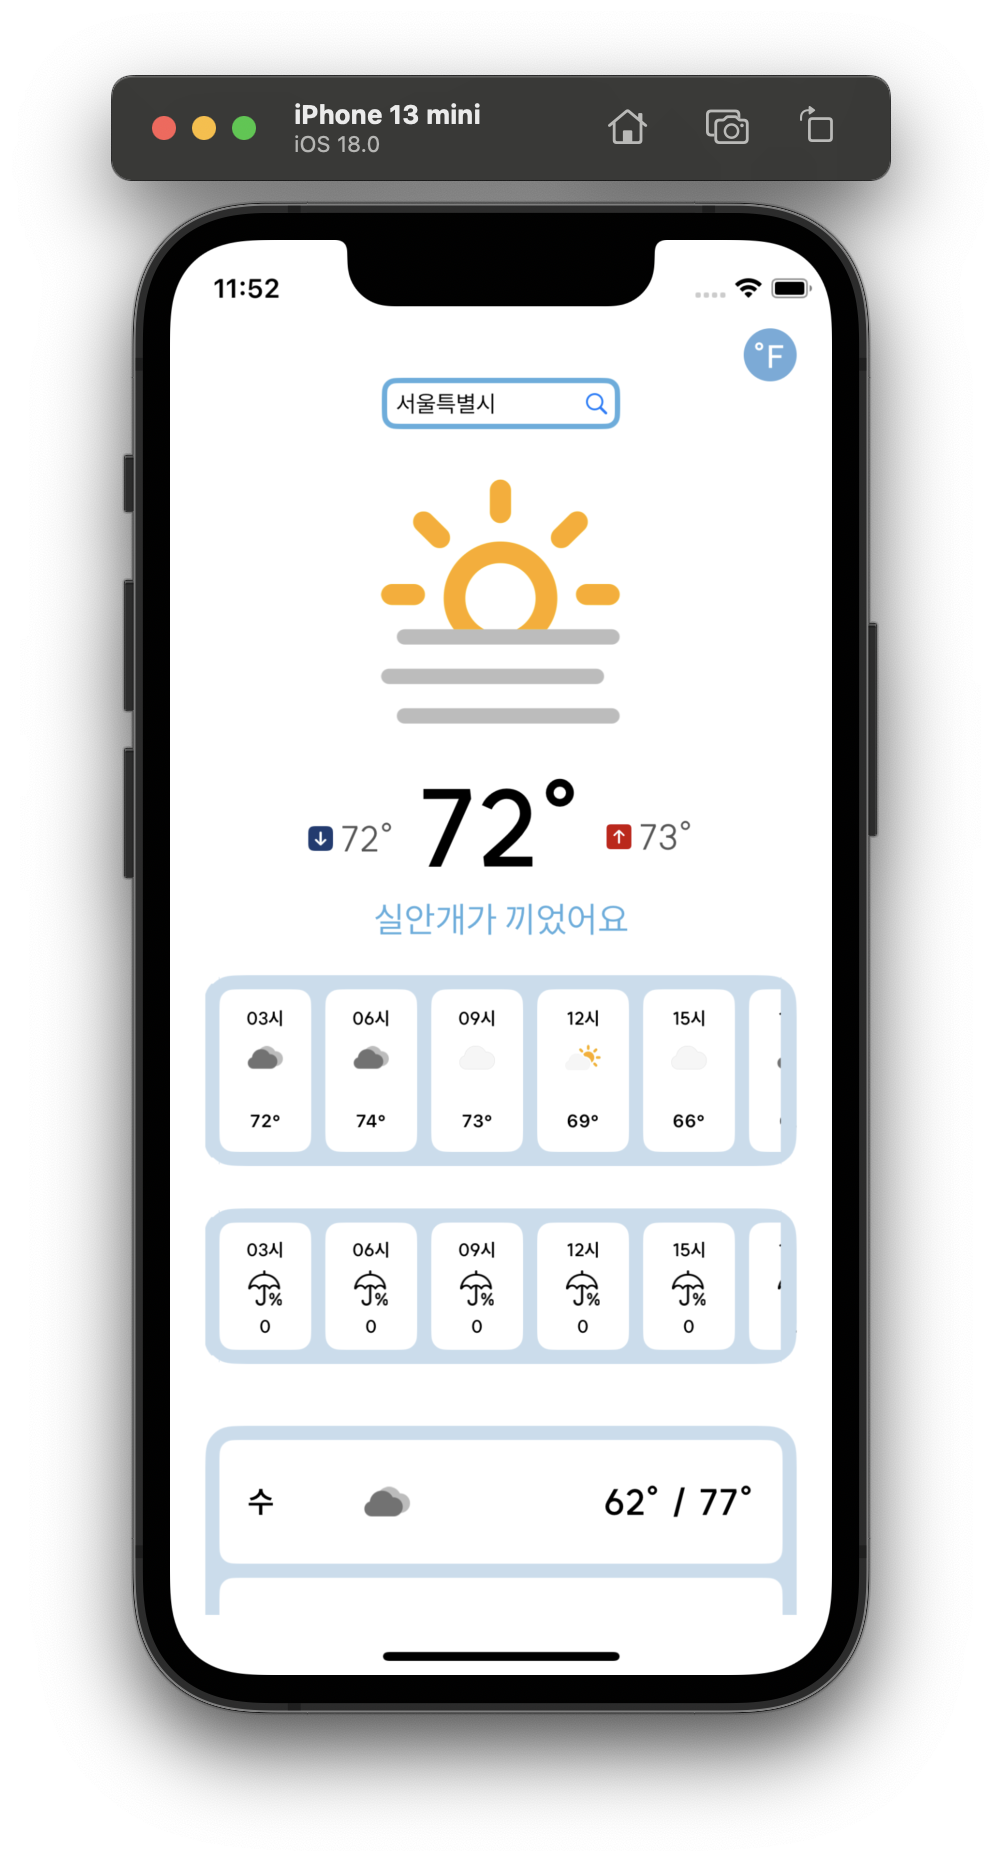 iPhone 13 mini
iOS 18.0
11:52
°F
서울특별시
72° 72° 73°
실안개가 끼었어요
03시 06시 09시 12시 15시
72° 74° 73° 69° 66°
03시 06시 09시 12시 15시
% % % % %
0 0 0 0 0
수 62° / 77°